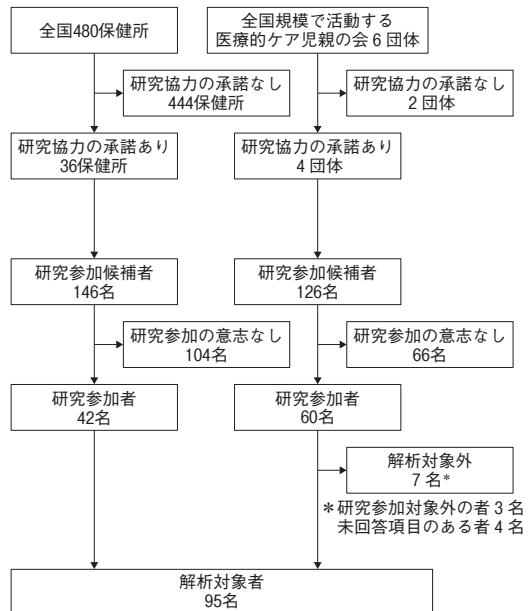 全国480保健所
全国規模で活動する
医療的ケア児親の会 6 団体
研究協力の承諾なし
444保健所
研究協力の承諾なし
2 団体
研究協力の承諾あり
36保健所
研究協力の承諾あり
4 団体
研究参加候補者
146名
研究参加候補者
126名
研究参加の意志なし
104名
研究参加の意志なし
66名
研究参加者
42名
研究参加者
60名
解析対象外
7 名*
*研究参加対象外の者 3 名
未回答項目のある者 4 名
解析対象者
95名